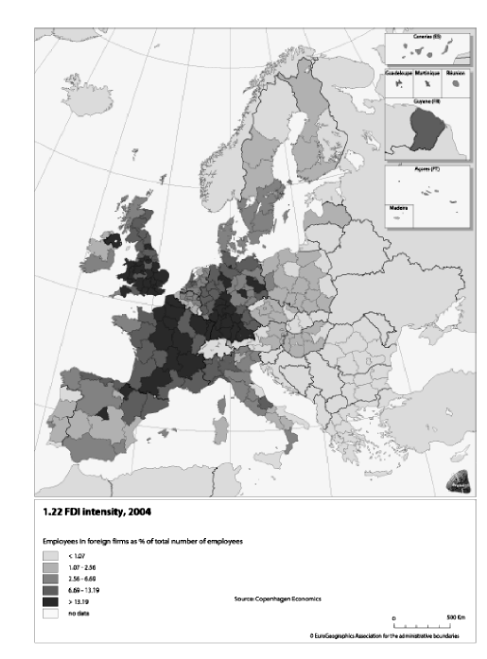 Canarias (ES)
Guadeloupe Martinique Réunion
Guyane (FR)
Açores (PT)
Madeira
1.22 FDI intensity, 2004
Employees in foreign firms as % of total number of employees
< 1.07
1.07 - 2.56
2.56 - 6.69
6.69 - 13.19
> 13.19
no data
Source: Copenhagen Economics
0 500 Km
© EuroGeographics Association for the administrative boundaries